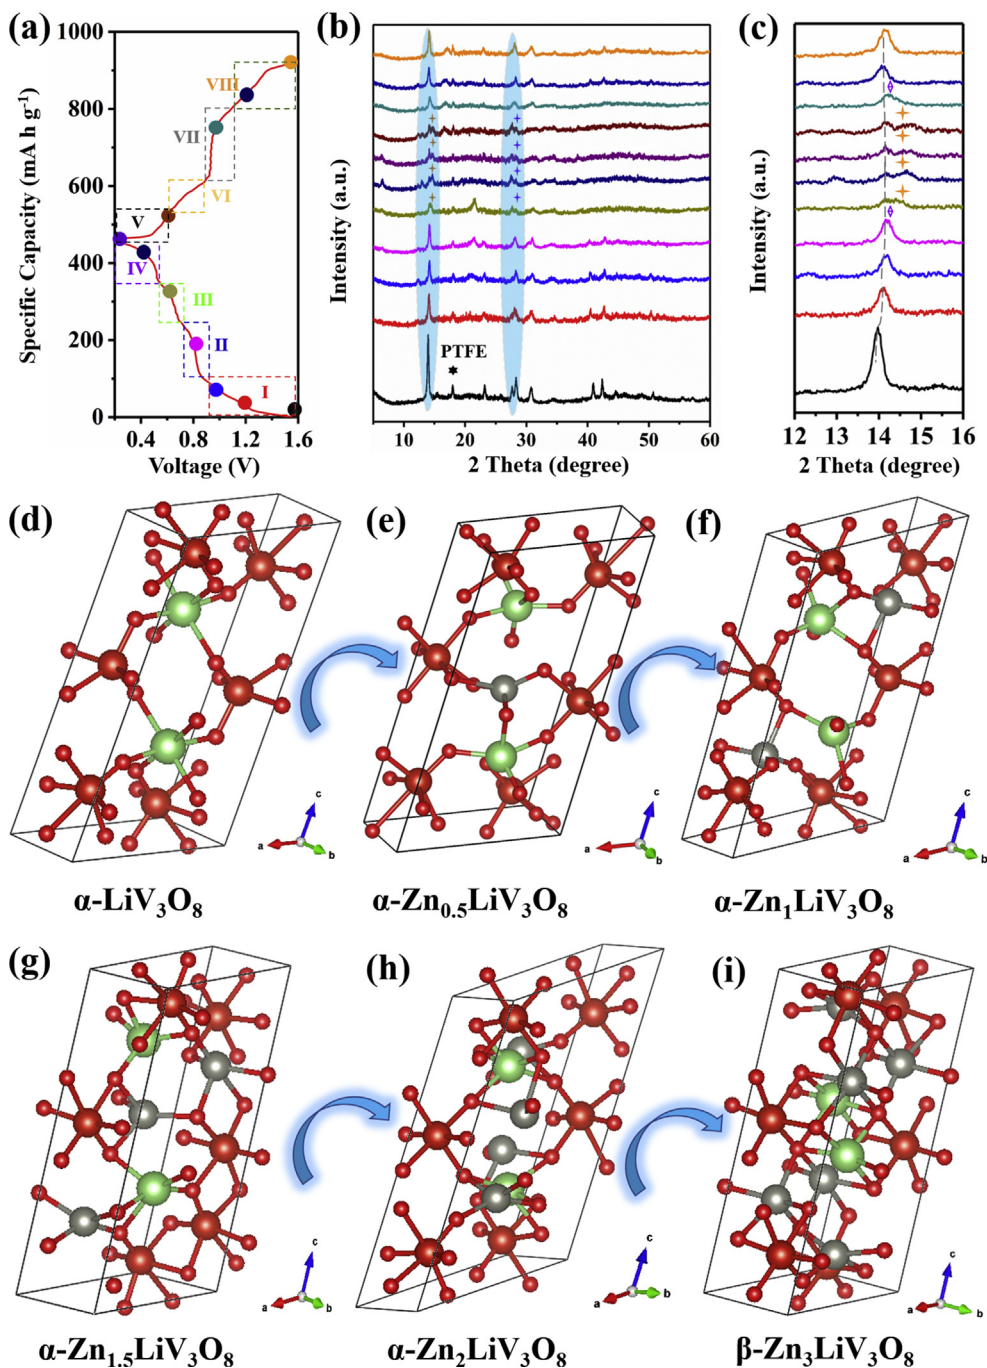 (a)
Specific Capacity (mA h g⁻¹)
1000
800
600
400
200
0
0.4
0.8
1.2
1.6
Voltage (V)
VIII
VII
VI
V
IV
III
II
I
(b)
Intensity (a.u.)
PTFE
10
20
30
40
50
60
2 Theta (degree)
(c)
Intensity (a.u.)
12
13
14
15
16
2 Theta (degree)
(d)
c
a
b
α-LiV₃O₈
(e)
c
a
b
α-Zn₀.₅LiV₃O₈
(f)
c
a
b
α-Zn₁LiV₃O₈
(g)
c
a
b
α-Zn₁.₅LiV₃O₈
(h)
c
a
b
α-Zn₂LiV₃O₈
(i)
c
a
b
β-Zn₃LiV₃O₈